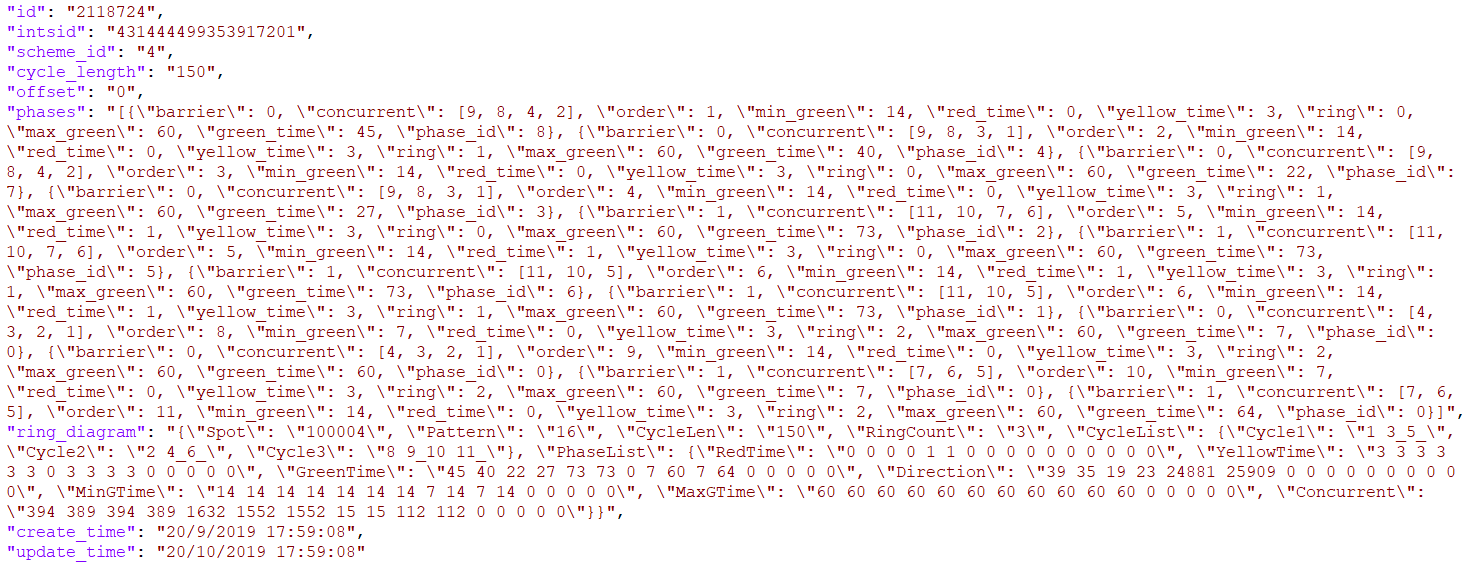 "id": "2118724",
"intsid": "431444499353917201",
"scheme_id": "4",
"cycle_length": "150",
"offset": "0",
"phases": "[{\"barrier\": 0, \"concurrent\": [9, 8, 4, 2], \"order\": 1, \"min_green\": 14, \"red_time\": 0, \"yellow_time\": 3, \"ring\": 0,
\"max_green\": 60, \"green_time\": 45, \"phase_id\": 8}, {\"barrier\": 0, \"concurrent\": [9, 8, 3, 1], \"order\": 2, \"min_green\": 14,
\"red_time\": 0, \"yellow_time\": 3, \"ring\": 1, \"max_green\": 60, \"green_time\": 40, \"phase_id\": 4}, {\"barrier\": 0, \"concurrent\": [9,
8, 4, 2], \"order\": 3, \"min_green\": 14, \"red_time\": 0, \"yellow_time\": 3, \"ring\": 0, \"max_green\": 60, \"green_time\": 22, \"phase_id\":
7}, {\"barrier\": 0, \"concurrent\": [9, 8, 3, 1], \"order\": 4, \"min_green\": 14, \"red_time\": 0, \"yellow_time\": 3, \"ring\": 1,
\"max_green\": 60, \"green_time\": 27, \"phase_id\": 3}, {\"barrier\": 1, \"concurrent\": [11, 10, 7, 6], \"order\": 5, \"min_green\": 14,
\"red_time\": 1, \"yellow_time\": 3, \"ring\": 0, \"max_green\": 60, \"green_time\": 73, \"phase_id\": 2}, {\"barrier\": 1, \"concurrent\": [11,
10, 7, 6], \"order\": 5, \"min_green\": 14, \"red_time\": 1, \"yellow_time\": 3, \"ring\": 0, \"max_green\": 60, \"green_time\": 73,
\"phase_id\": 5}, {\"barrier\": 1, \"concurrent\": [11, 10, 5], \"order\": 6, \"min_green\": 14, \"red_time\": 1, \"yellow_time\": 3, \"ring\":
1, \"max_green\": 60, \"green_time\": 73, \"phase_id\": 6}, {\"barrier\": 1, \"concurrent\": [11, 10, 5], \"order\": 6, \"min_green\": 14,
\"red_time\": 1, \"yellow_time\": 3, \"ring\": 1, \"max_green\": 60, \"green_time\": 73, \"phase_id\": 1}, {\"barrier\": 0, \"concurrent\": [4,
3, 2, 1], \"order\": 8, \"min_green\": 7, \"red_time\": 0, \"yellow_time\": 3, \"ring\": 2, \"max_green\": 60, \"green_time\": 7, \"phase_id\":
0}, {\"barrier\": 0, \"concurrent\": [4, 3, 2, 1], \"order\": 9, \"min_green\": 14, \"red_time\": 0, \"yellow_time\": 3, \"ring\": 2,
\"max_green\": 60, \"green_time\": 60, \"phase_id\": 0}, {\"barrier\": 1, \"concurrent\": [7, 6, 5], \"order\": 10, \"min_green\": 7,
\"red_time\": 0, \"yellow_time\": 3, \"ring\": 2, \"max_green\": 60, \"green_time\": 7, \"phase_id\": 0}, {\"barrier\": 1, \"concurrent\": [7, 6,
5], \"order\": 11, \"min_green\": 14, \"red_time\": 0, \"yellow_time\": 3, \"ring\": 2, \"max_green\": 60, \"green_time\": 64, \"phase_id\": 0}]",
"ring_diagram": "{\"Spot\": \"100004\", \"Pattern\": \"16\", \"CycleLen\": \"150\", \"RingCount\": \"3\", \"CycleList\": {\"Cycle1\": \"1 3_5_\",
\"Cycle2\": \"2 4_6_\", \"Cycle3\": \"8 9_10 11_\"}, \"PhaseList\": {\"RedTime\": \"0 0 0 0 1 1 0 0 0 0 0 0 0 0 0 0\", \"YellowTime\": \"3 3 3 3
3 3 0 3 3 3 3 0 0 0 0 0\", \"GreenTime\": \"45 40 22 27 73 73 0 7 60 7 64 0 0 0 0 0\", \"Direction\": \"39 35 19 23 24881 25909 0 0 0 0 0 0 0 0 0
0\", \"MinGTime\": \"14 14 14 14 14 14 14 7 14 7 14 0 0 0 0 0\", \"MaxGTime\": \"60 60 60 60 60 60 60 60 60 60 60 0 0 0 0 0\", \"Concurrent\":
\"394 389 394 389 1632 1552 1552 15 15 112 112 0 0 0 0 0\"}}",
"create_time": "20/9/2019 17:59:08",
"update_time": "20/10/2019 17:59:08"